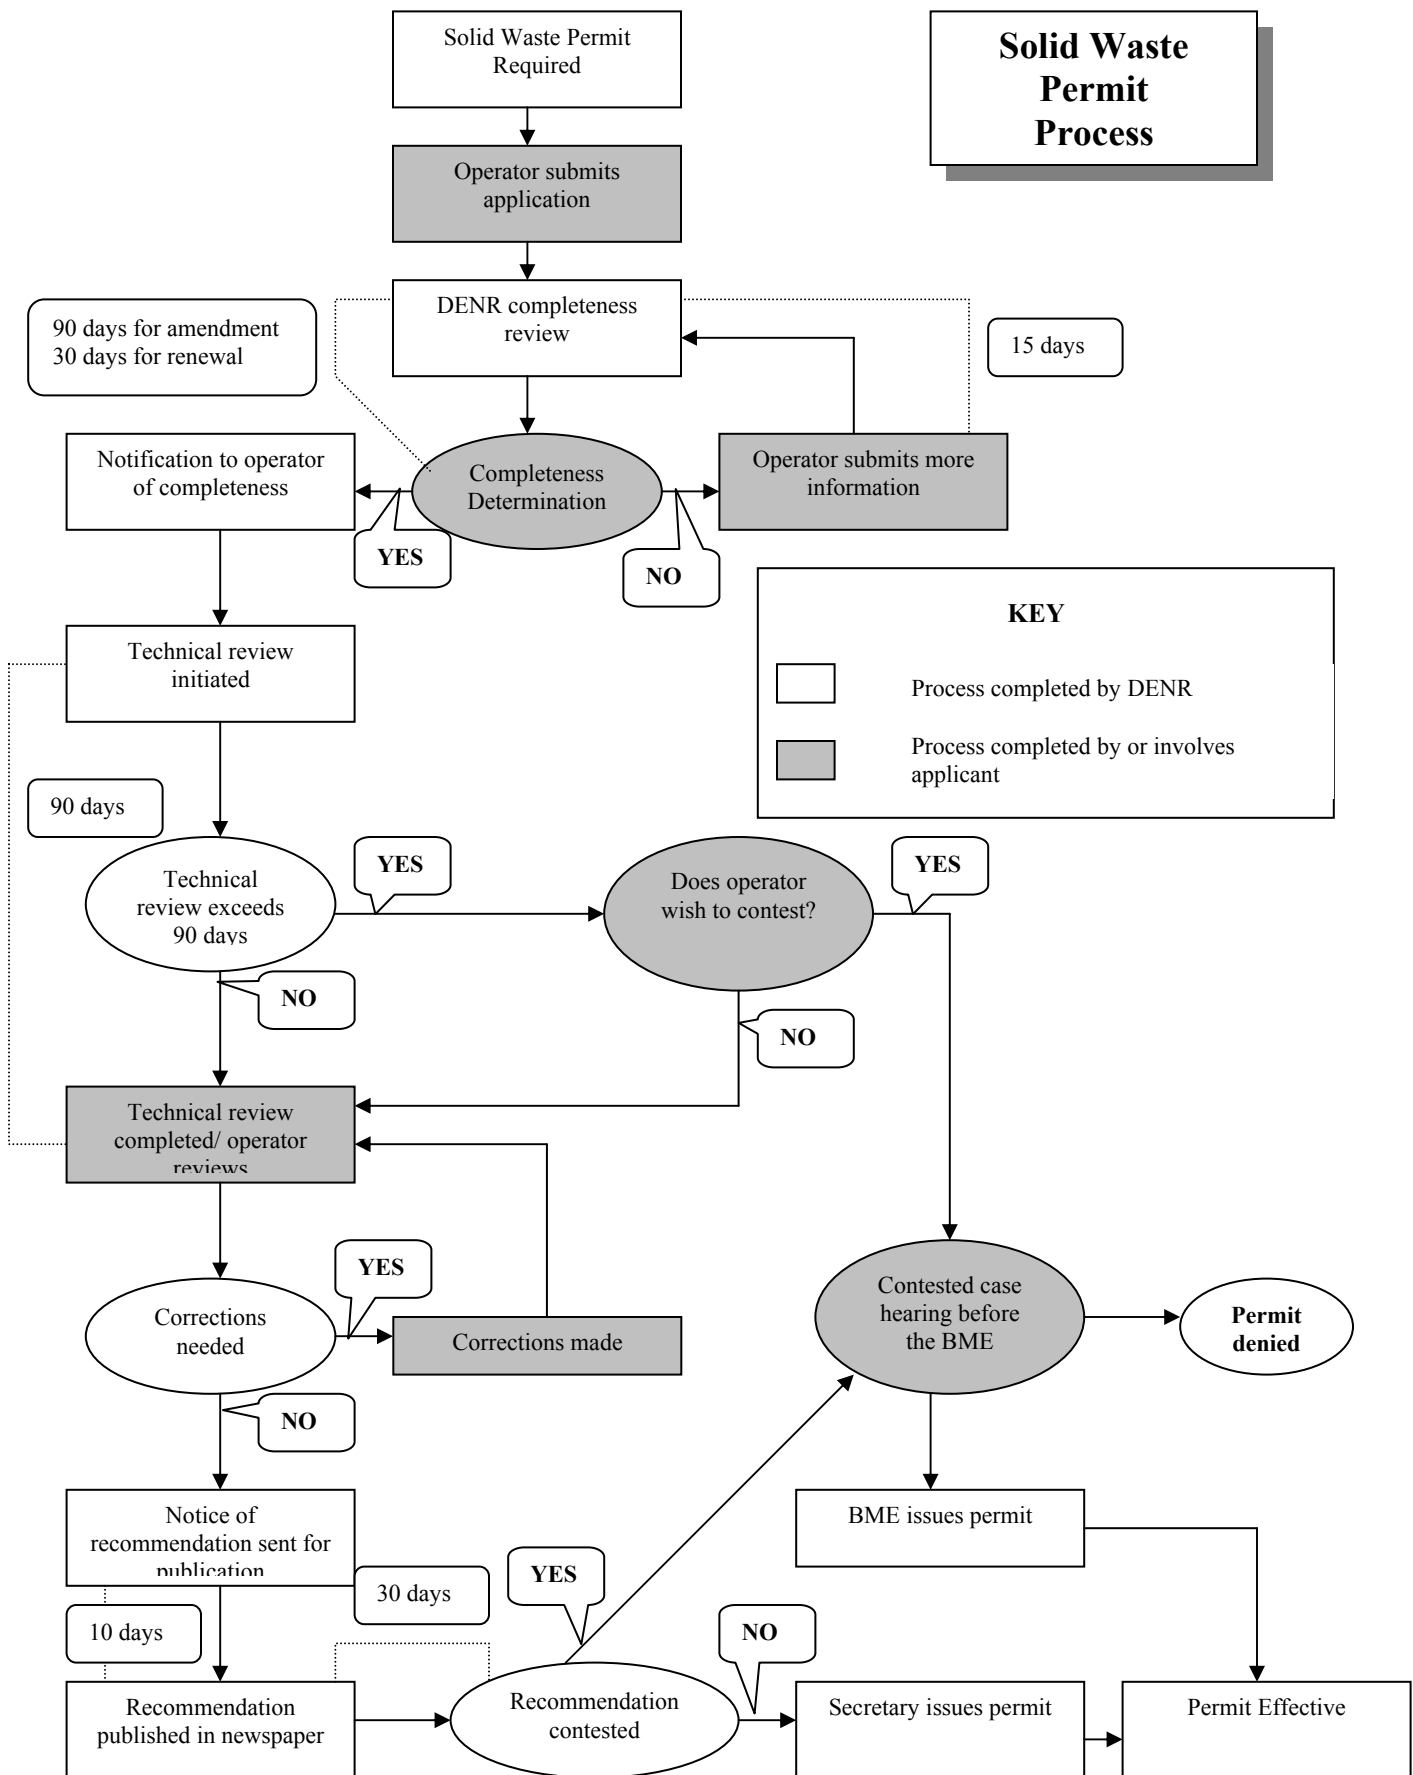 Solid Waste Permit
Required
Solid Waste
Permit
Process
Operator submits
application
DENR completeness
review
90 days for amendment
30 days for renewal
15 days
Notification to operator
of completeness
Completeness
Determination
Operator submits more
information
YES
NO
KEY
Process completed by DENR
Process completed by or involves
applicant
Technical review
initiated
90 days
Technical
review exceeds
90 days
YES
Does operator
wish to contest?
YES
NO
NO
Technical review
completed/ operator
reviews
Corrections
needed
YES
Corrections made
Contested case
hearing before
the BME
Permit
denied
NO
Notice of
recommendation sent for
publication
BME issues permit
30 days
YES
10 days
NO
Recommendation
published in newspaper
Recommendation
contested
Secretary issues permit
Permit Effective